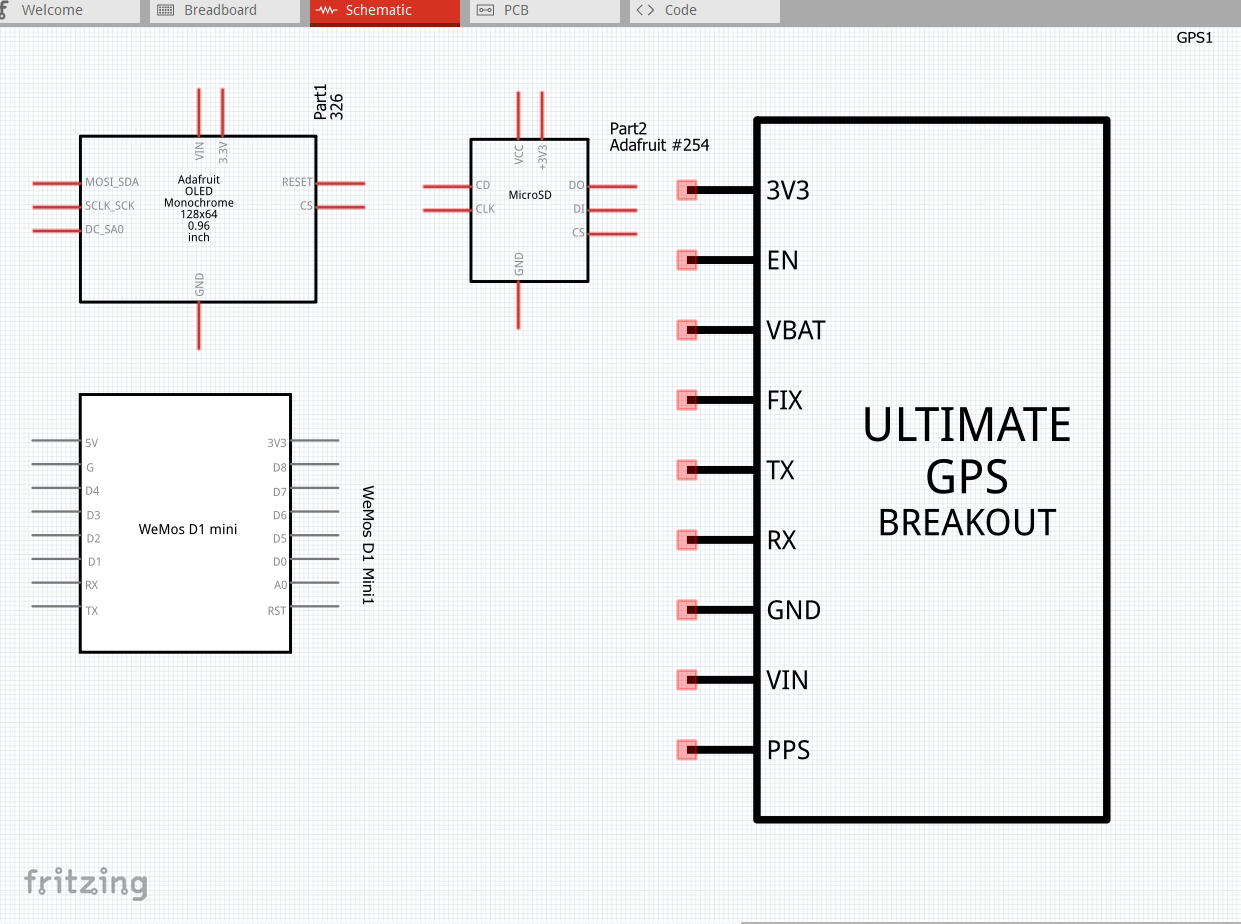 Welcome
Breadboard
Schematic
PCB
Code
GPS1
Part1
326
VIN
3.3V
MOSI_SDA
SCLK_SCK
DC_SA0
Adafruit
OLED
Monochrome
128x64
0.96
inch
RESET
CS
GND
Part2
Adafruit #254
VCC
+3V3
CD
CLK
MicroSD
DO
DI
CS
GND
3V3
EN
VBAT
FIX
TX
RX
GND
VIN
PPS
ULTIMATE
GPS
BREAKOUT
5V
G
D4
D3
D2
D1
RX
TX
WeMos D1 mini
3V3
D8
D7
D6
D5
D0
A0
RST
WeMos D1 Mini1
fritzing